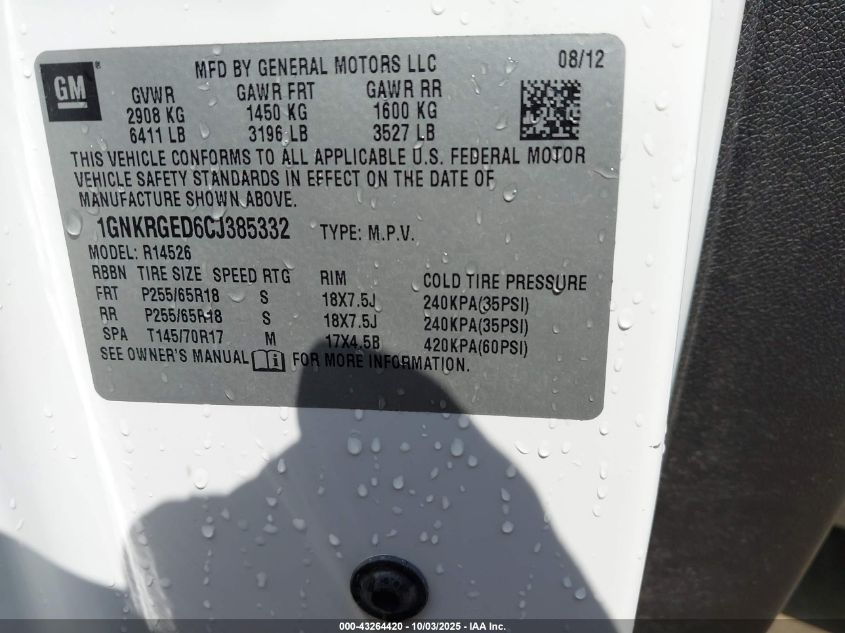 GM ®
MFD BY GENERAL MOTORS LLC 08/12
GVWR GAWR FRT GAWR RR
2908 KG 1450 KG 1600 KG
6411 LB 3196 LB 3527 LB
THIS VEHICLE CONFORMS TO ALL APPLICABLE U.S. FEDERAL MOTOR
VEHICLE SAFETY STANDARDS IN EFFECT ON THE DATE OF
MANUFACTURE SHOWN ABOVE.
1GNKRGED6CJ385332 TYPE: M.P.V.
MODEL: R14526
RBBN TIRE SIZE SPEED RTG RIM COLD TIRE PRESSURE
FRT P255/65R18 S 18X7.5J 240KPA(35PSI)
RR P255/65R18 S 18X7.5J 240KPA(35PSI)
SPA T145/70R17 M 17X4.5B 420KPA(60PSI)
SEE OWNER'S MANUAL FOR MORE INFORMATION.
000-43264420 - 10/03/2025 - IAA Inc.